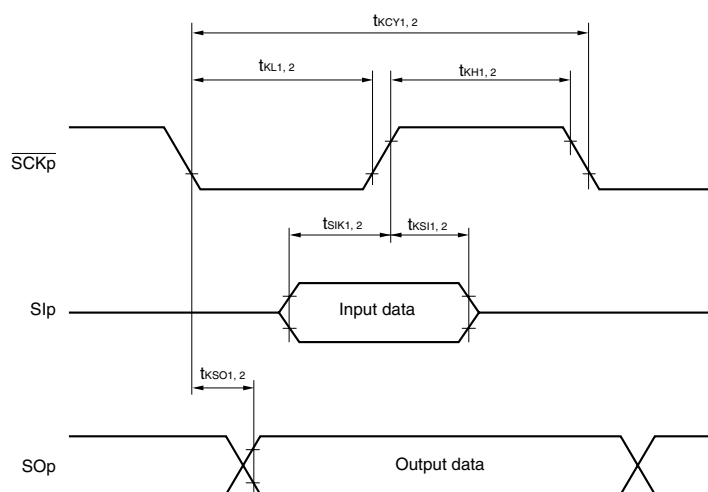 tKCY1, 2
tKL1, 2
tKH1, 2
SCKp
tSIK1, 2
tKSI1, 2
SIp
Input data
tKSO1, 2
SOp
Output data